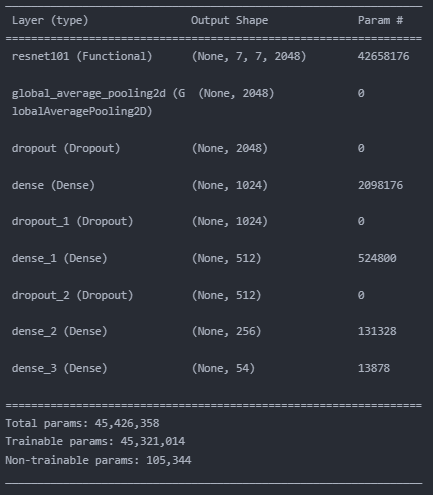 Layer (type) Output Shape Param #
resnet101 (Functional) (None, 7, 7, 2048) 42658176
global_average_pooling2d (G (None, 2048) 0
lobalAveragePooling2D)
dropout (Dropout) (None, 2048) 0
dense (Dense) (None, 1024) 2098176
dropout_1 (Dropout) (None, 1024) 0
dense_1 (Dense) (None, 512) 524800
dropout_2 (Dropout) (None, 512) 0
dense_2 (Dense) (None, 256) 131328
dense_3 (Dense) (None, 54) 13878
Total params: 45,426,358
Trainable params: 45,321,014
Non-trainable params: 105,344